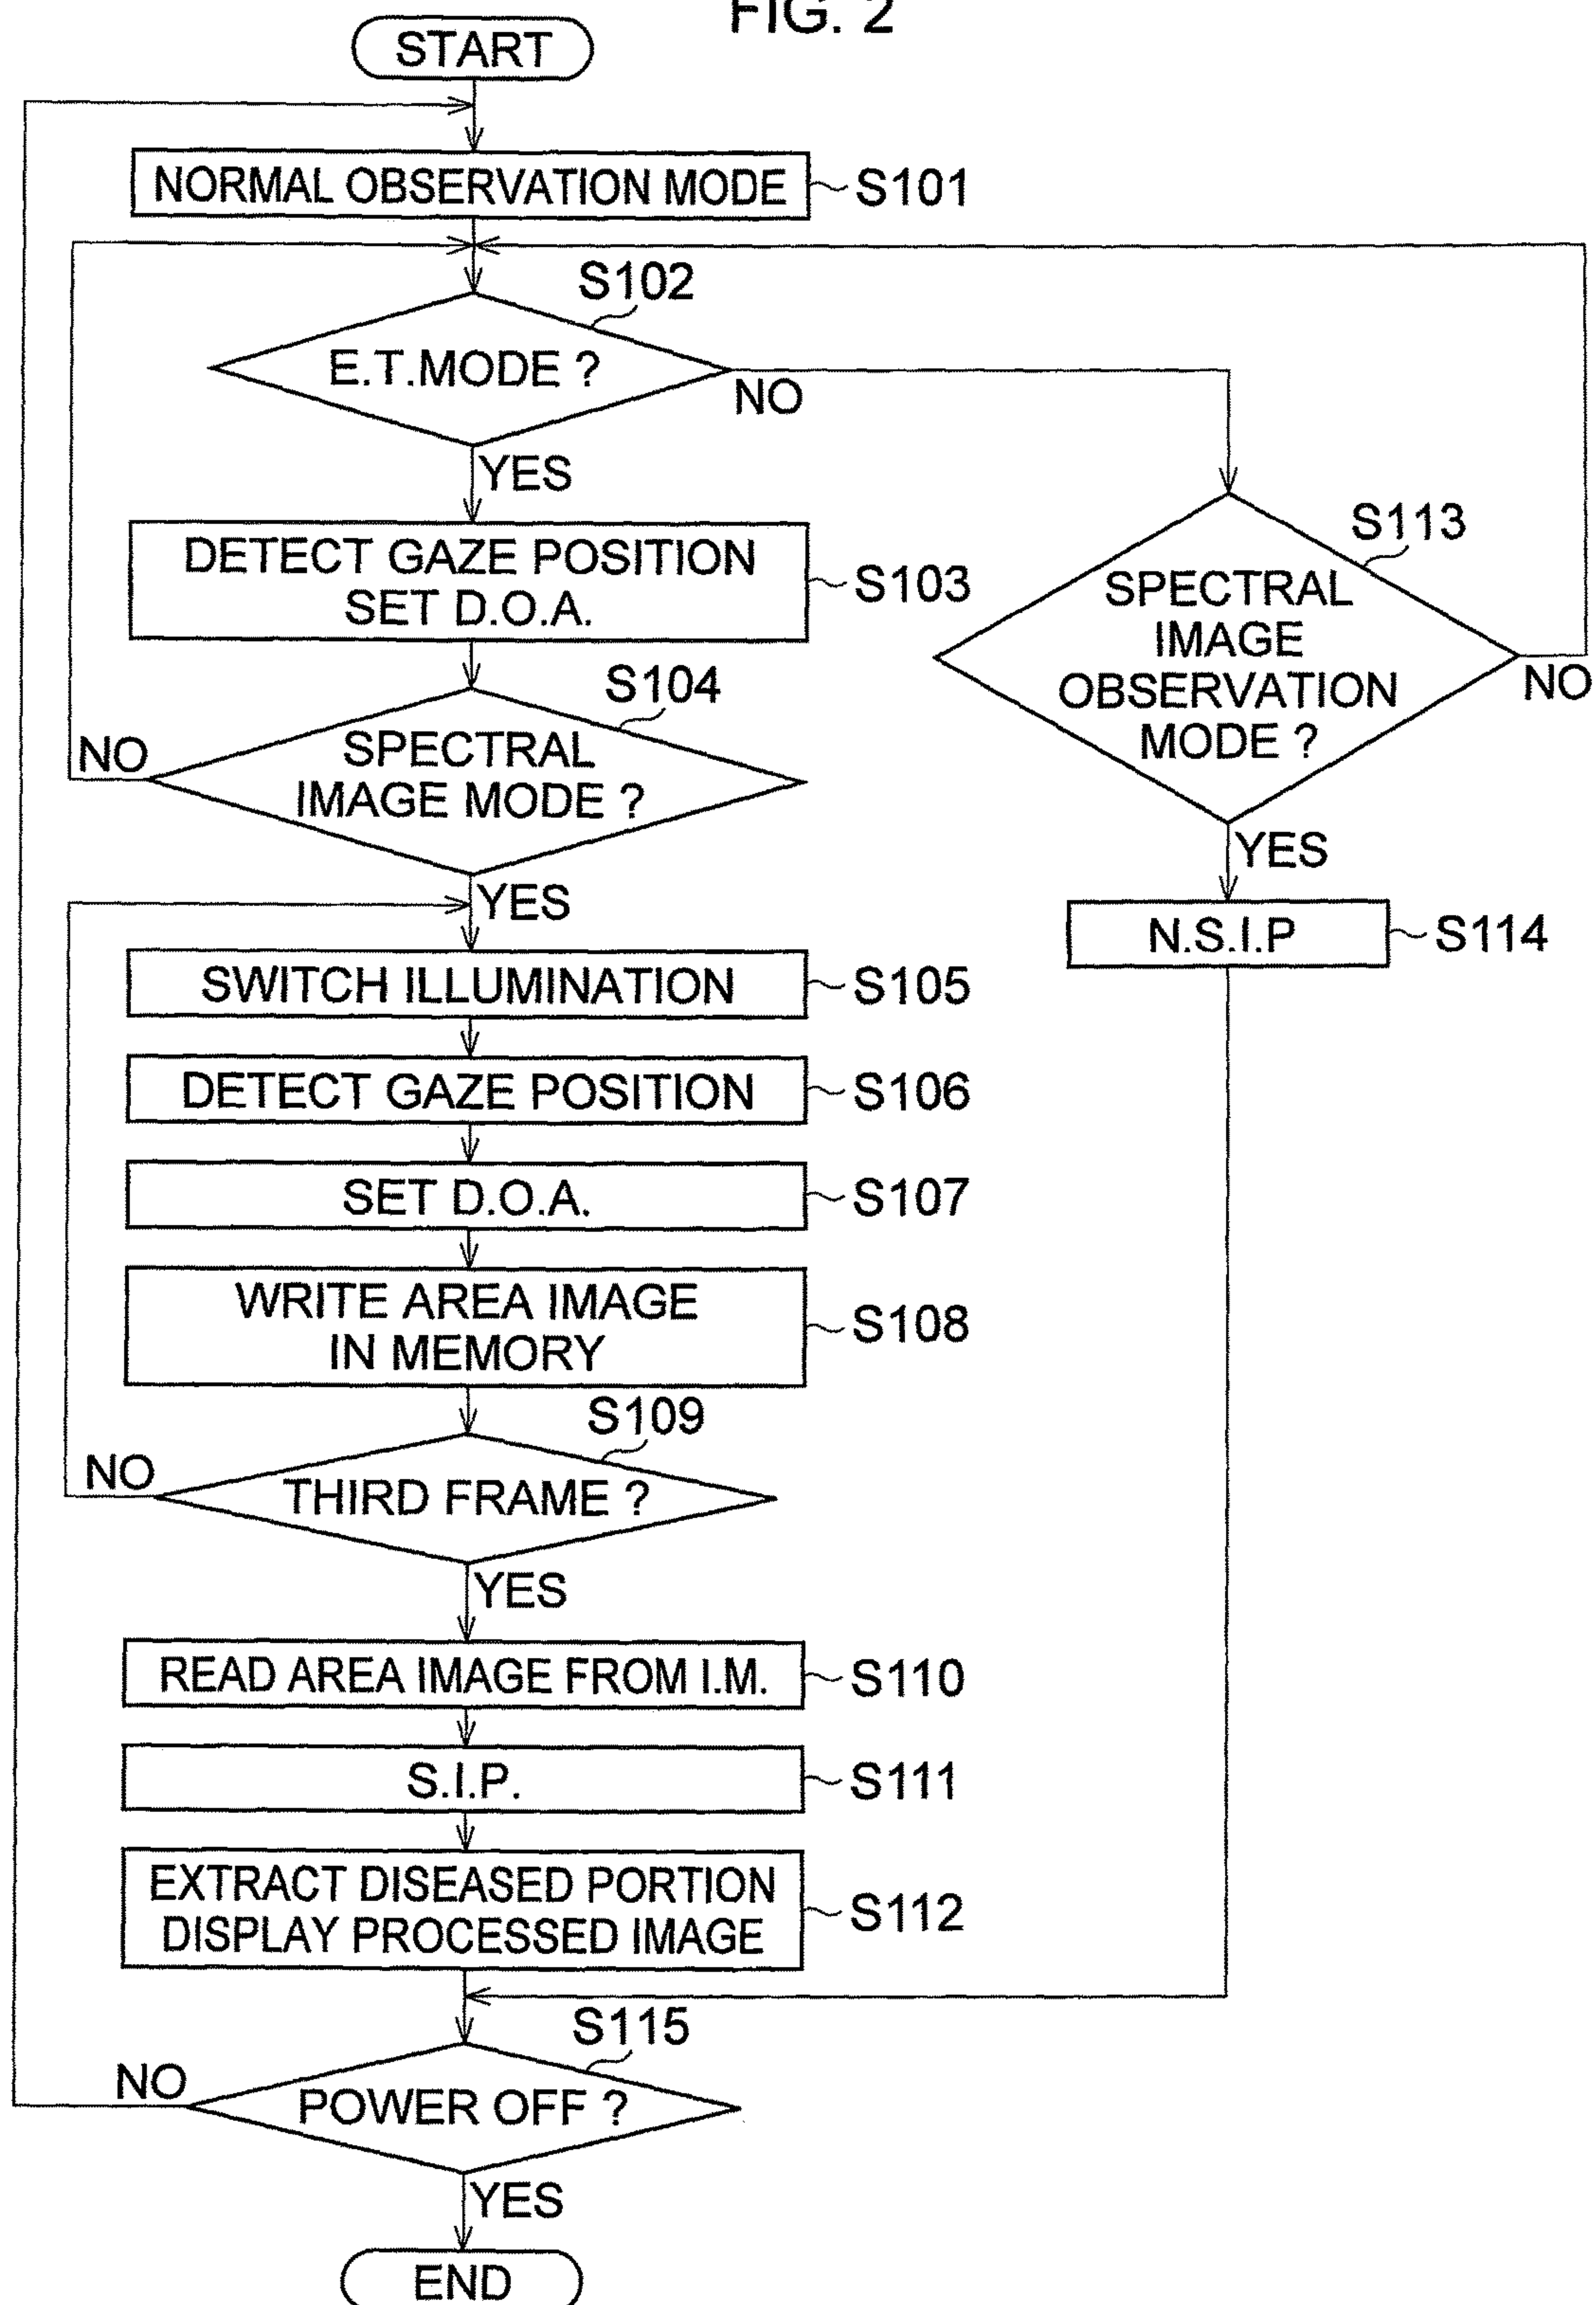 FIG. 2
START
NORMAL OBSERVATION MODE
S101
S102
E.T.MODE ?
NO
YES
DETECT GAZE POSITION
SET D.O.A.
S103
S113
SPECTRAL
IMAGE
OBSERVATION
MODE ?
NO
S104
NO
SPECTRAL
IMAGE MODE ?
YES
YES
N.S.I.P
S114
SWITCH ILLUMINATION
S105
DETECT GAZE POSITION
S106
SET D.O.A.
S107
WRITE AREA IMAGE
IN MEMORY
S108
S109
NO
THIRD FRAME ?
YES
READ AREA IMAGE FROM I.M.
S110
S.I.P.
S111
EXTRACT DISEASED PORTION
DISPLAY PROCESSED IMAGE
S112
S115
NO
POWER OFF ?
YES
END